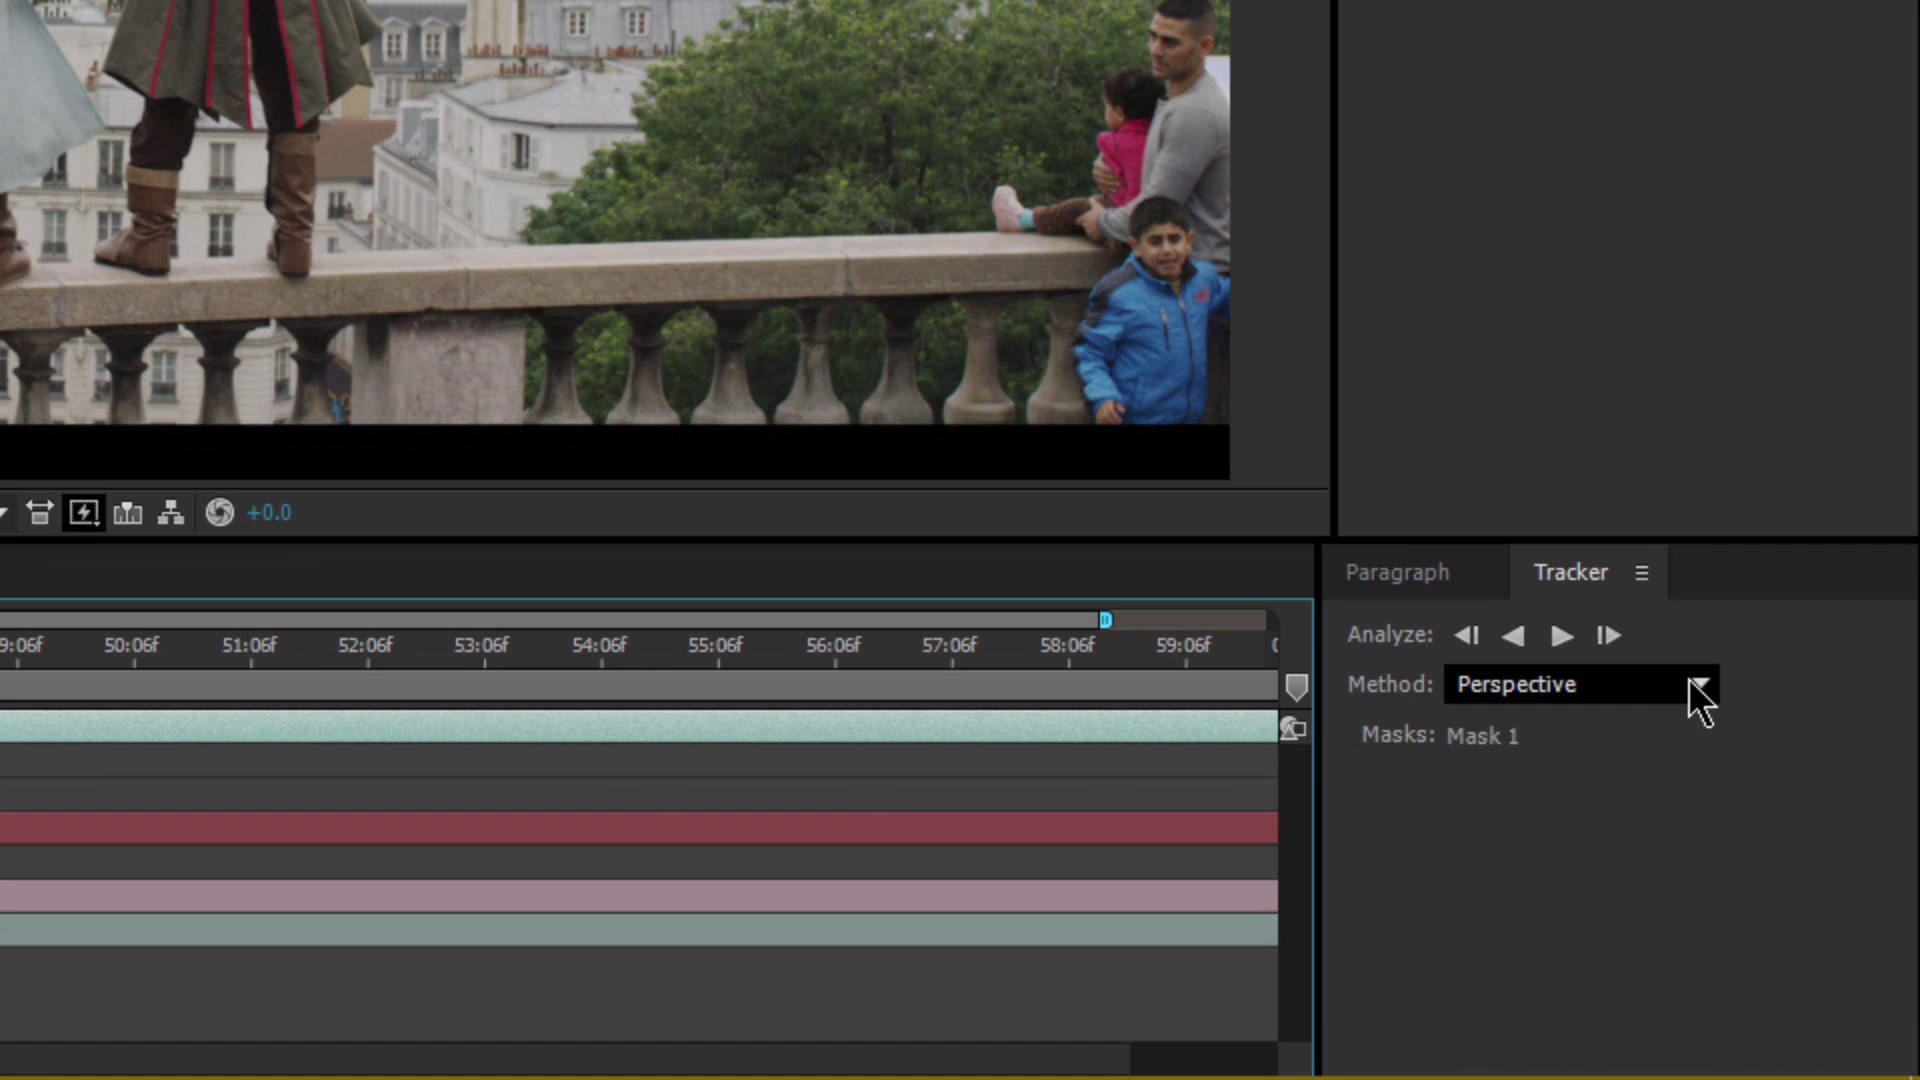 +0.0
Paragraph
Tracker
9:06f 50:06f 51:06f 52:06f 53:06f 54:06f 55:06f 56:06f 57:06f 58:06f 59:06f
Analyze:
Method: Perspective
Masks: Mask 1